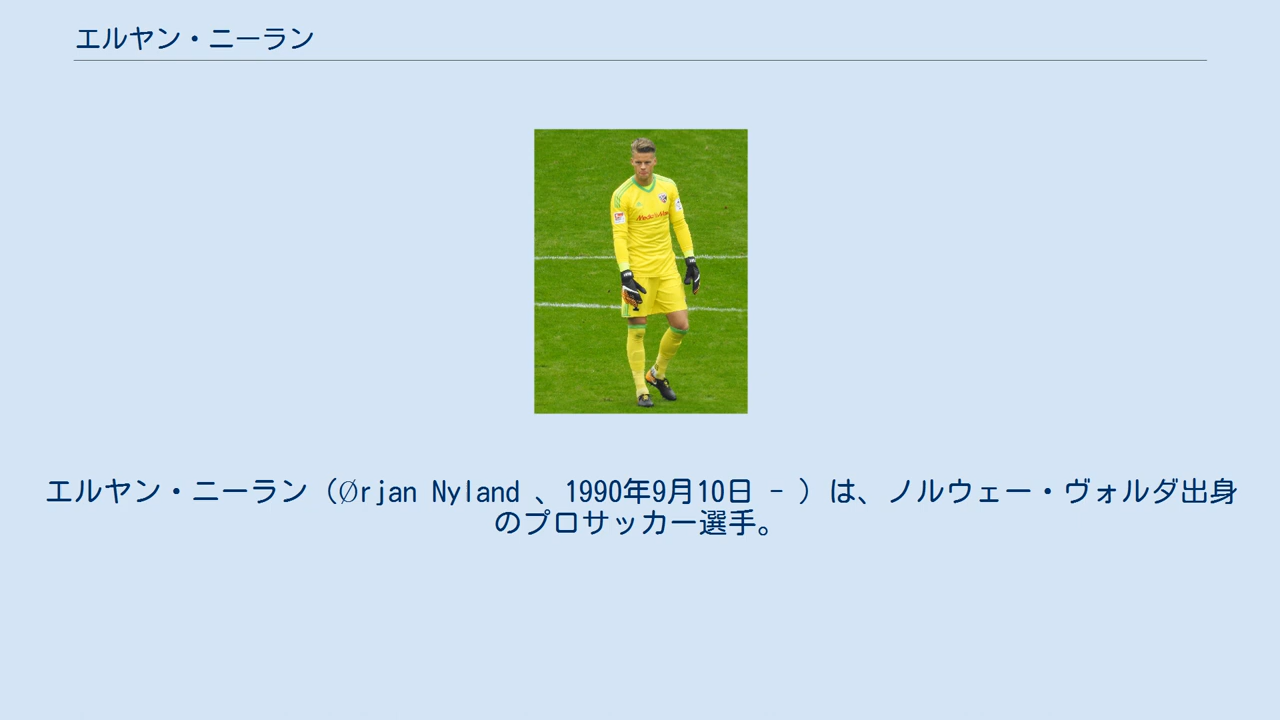 エルヤン・ニーラン
エルヤン・ニーラン（Ørjan Nyland 、1990年9月10日 - ）は、ノルウェー・ヴォルダ出身
のプロサッカー選手。